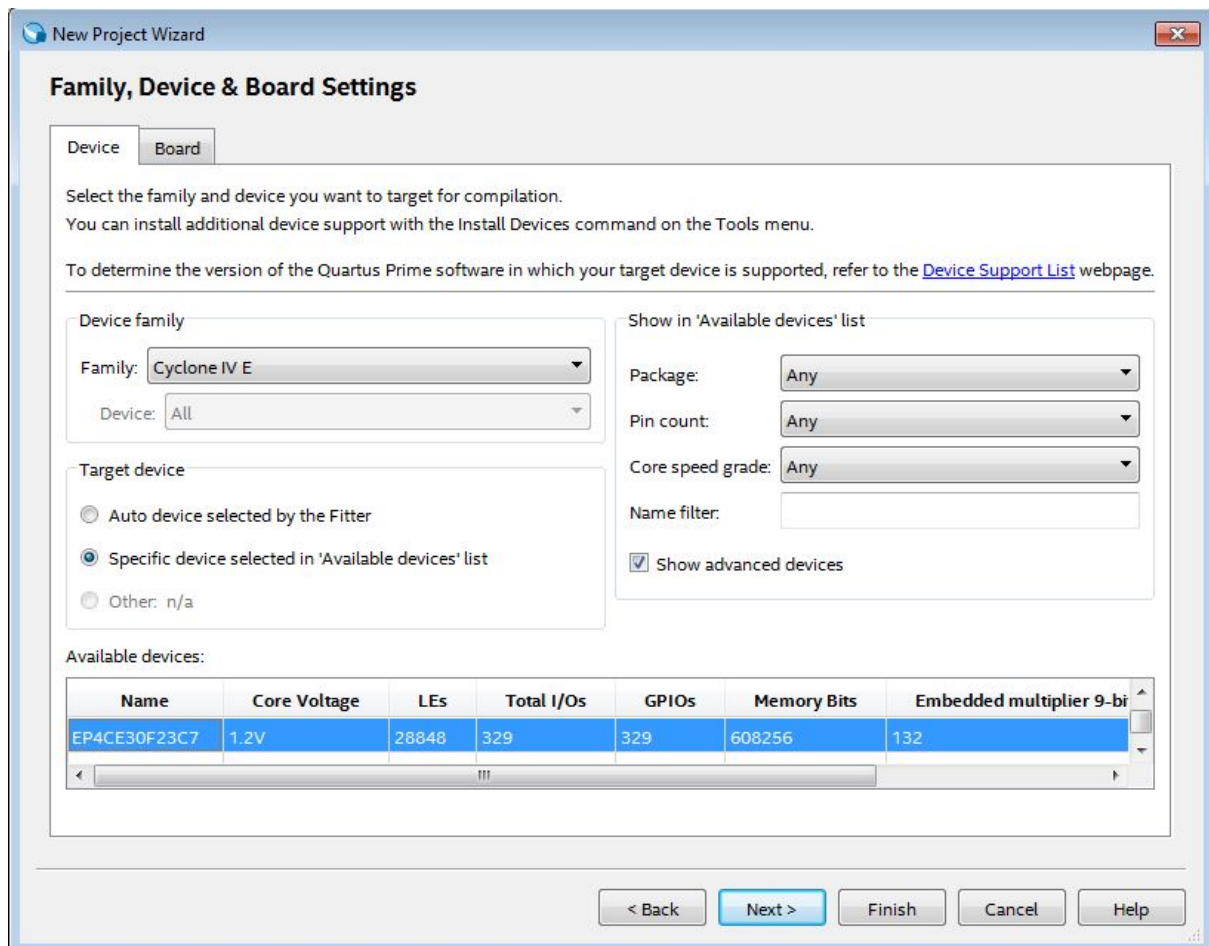 New Project Wizard
Family, Device & Board Settings
Device
Board
Select the family and device you want to target for compilation.
You can install additional device support with the Install Devices command on the Tools menu.
To determine the version of the Quartus Prime software in which your target device is supported, refer to the Device Support List webpage.
Device family
Family: Cyclone IV E
Device: All
Target device
Auto device selected by the Fitter
Specific device selected in 'Available devices' list
Other: n/a
Show in 'Available devices' list
Package: Any
Pin count: Any
Core speed grade: Any
Name filter:
Show advanced devices
Available devices:
Name Core Voltage LEs Total I/Os GPIOs Memory Bits Embedded multiplier 9-bit
EP4CE30F23C7 1.2V 28848 329 329 608256 132
< Back Next > Finish Cancel Help